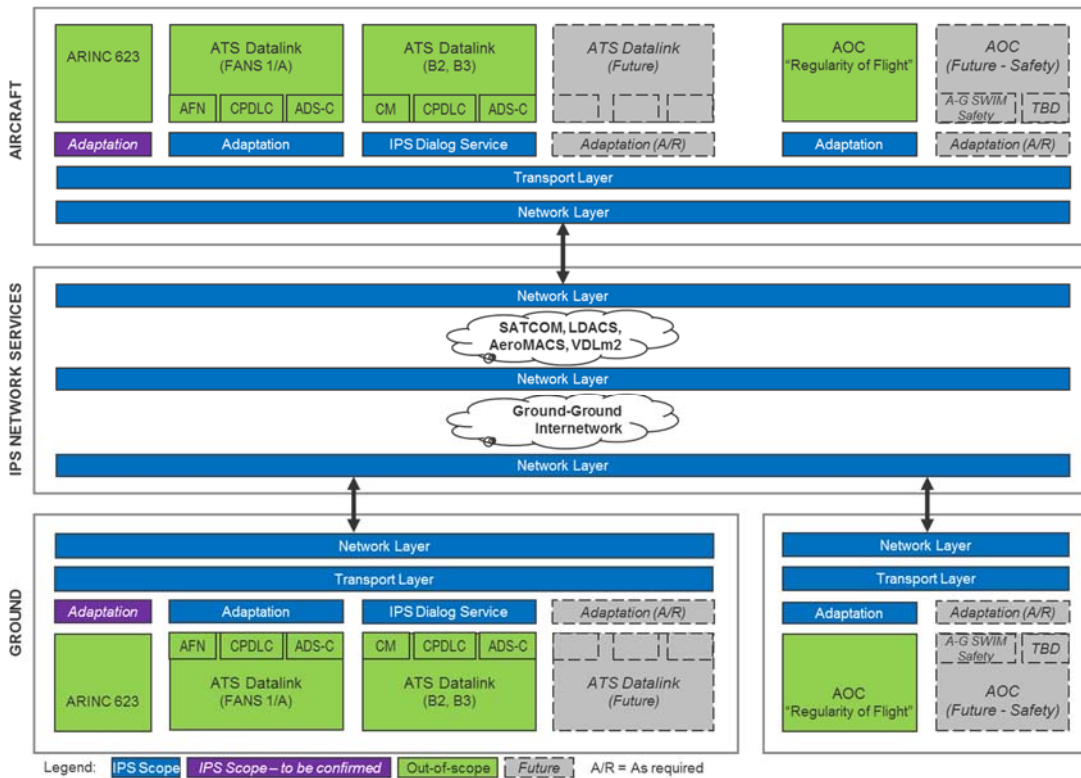 AIRCRAFT
ARINC 623
ATS Datalink
(FANS 1/A)
AFN CPDLC ADS-C
ATS Datalink
(B2, B3)
CM CPDLC ADS-C
ATS Datalink
(Future)
AOC
“Regularity of Flight”
AOC
(Future - Safety)
A-G SWIM
Safety
TBD
Adaptation
Adaptation
IPS Dialog Service
Adaptation (A/R)
Adaptation
Adaptation (A/R)
Transport Layer
Network Layer
IPS NETWORK SERVICES
Network Layer
SATCOM, LDACS,
AeroMACS, VDLm2
Network Layer
Ground-Ground
Internetwork
Network Layer
GROUND
Network Layer
Transport Layer
Adaptation
Adaptation
IPS Dialog Service
Adaptation (A/R)
ARINC 623
AFN CPDLC ADS-C
ATS Datalink
(FANS 1/A)
CM CPDLC ADS-C
ATS Datalink
(B2, B3)
ATS Datalink
(Future)
Network Layer
Transport Layer
Adaptation
Adaptation (A/R)
AOC
“Regularity of Flight”
A-G SWIM
Safety
TBD
AOC
(Future - Safety)
Legend: IPS Scope IPS Scope – to be confirmed Out-of-scope Future A/R = As required